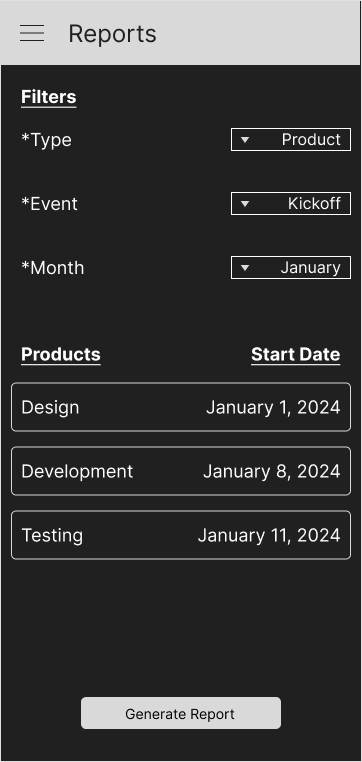 Reports
Filters
*Type Product
*Event Kickoff
*Month January
Products Start Date
Design January 1, 2024
Development January 8, 2024
Testing January 11, 2024
Generate Report